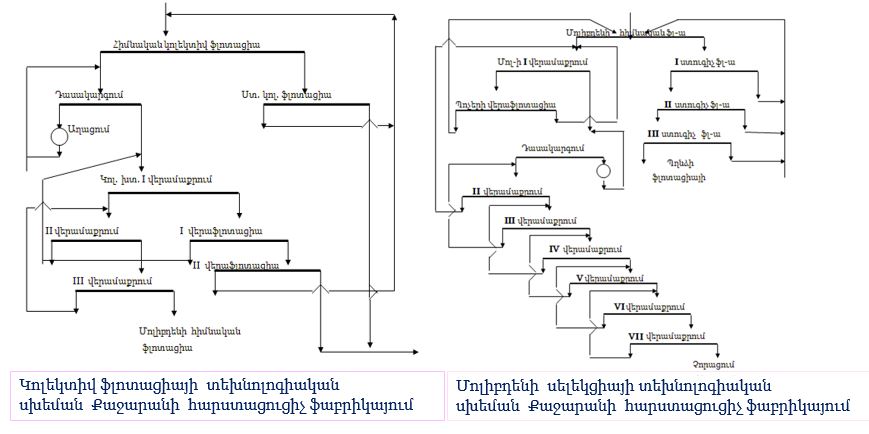 Հիմնական կոլեկտիվ ֆլոտացիա
Դասակարգում
Ստ. կոլ. ֆլոտացիա
Աղացում
Կոլ. խտ. I վերամաքրում
II վերամաքրում
I վերաֆլոտացիա
II վերաֆլոտացիա
III վերամաքրում
Մոլիբդենի հիմնական
ֆլոտացիա
Կոլեկտիվ ֆլոտացիայի տեխնոլոգիական
սխեման Քաջարանի հարստացուցիչ ֆաբրիկայում
Մոլիբդենի հիմնական ֆլ-ա
Մոլ-ի I վերամաքրում
I ստուգիչ ֆլ-ա
Պոչերի վերաֆլոտացիա
II ստուգիչ ֆլ-ա
III ստուգիչ ֆլ-ա
Դասակարգում
Պղնձի
ֆլոտացիայի
II վերամաքրում
III վերամաքրում
IV վերամաքրում
V վերամաքրում
VI վերամաքրում
VII վերամաքրում
Չորացում
Մոլիբդենի սելեկցիայի տեխնոլոգիական
սխեման Քաջարանի հարստացուցիչ ֆաբրիկայում